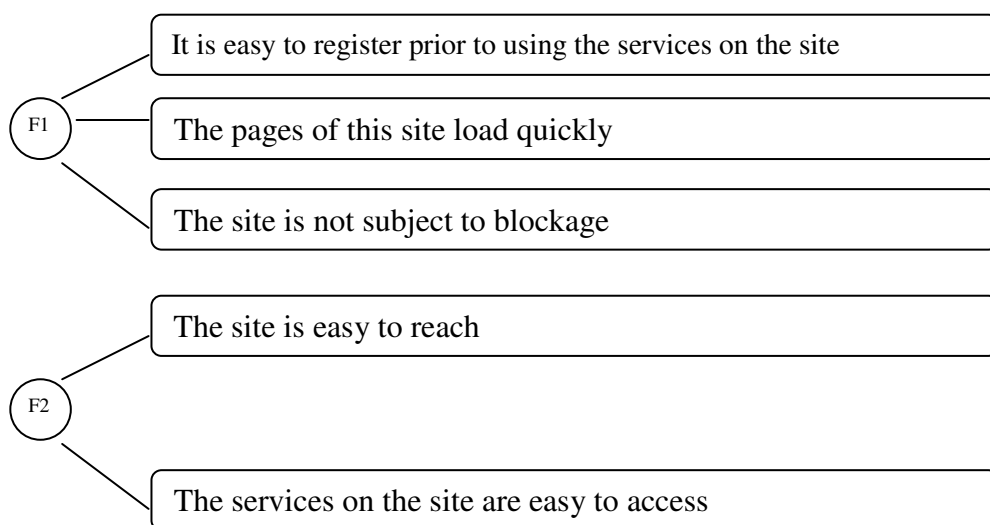 It is easy to register prior to using the services on the site
F1
The pages of this site load quickly
The site is not subject to blockage
The site is easy to reach
F2
The services on the site are easy to access